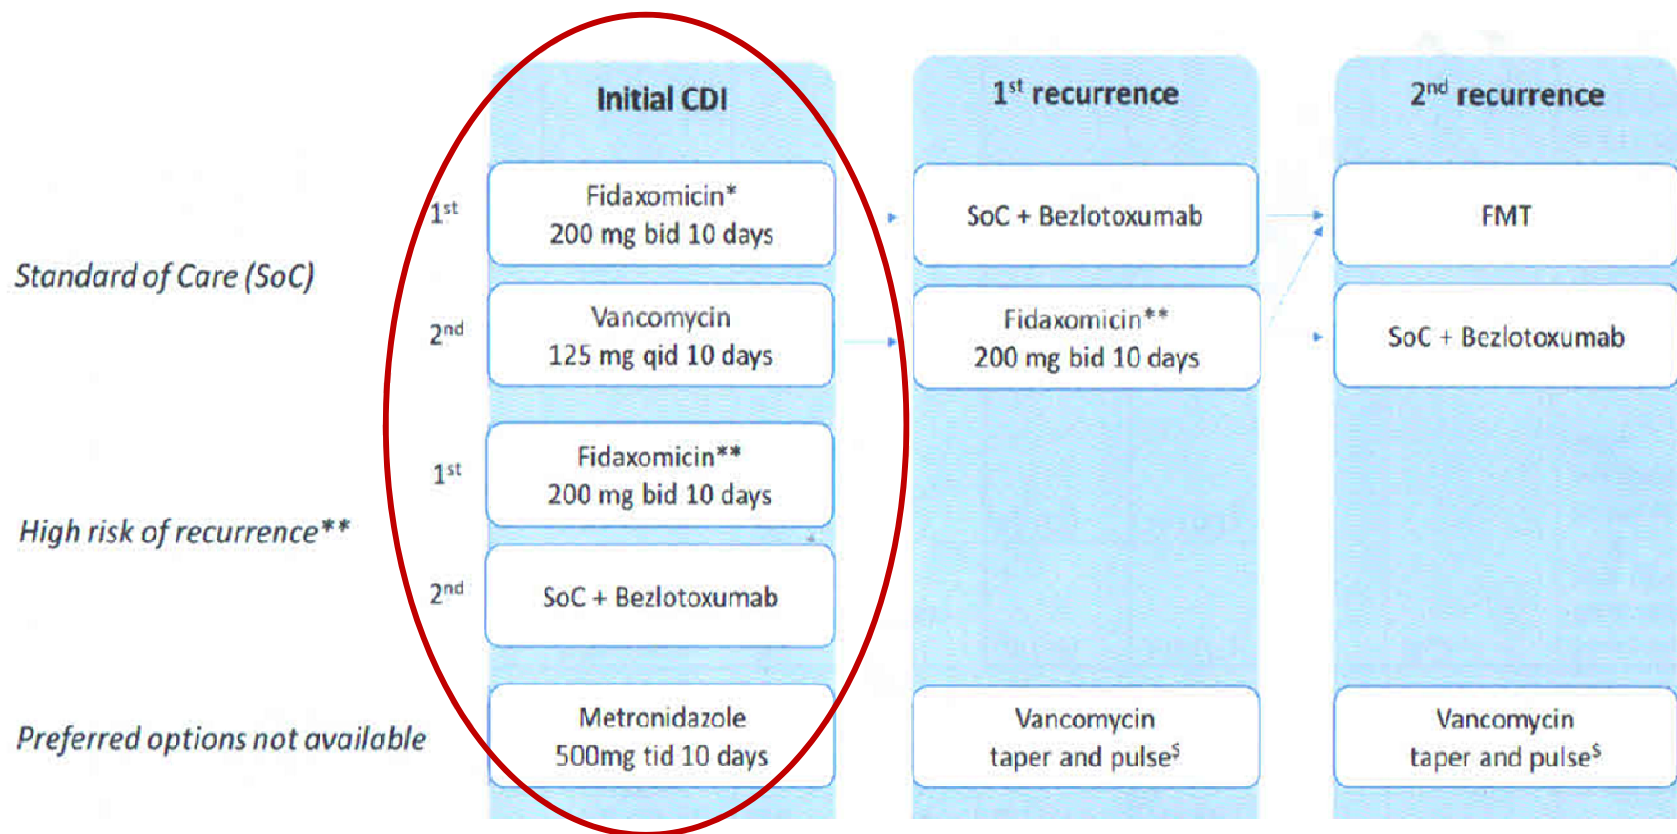 Initial CDI
1st recurrence
2nd recurrence
Standard of Care (SoC)
1st
Fidaxomicin*
200 mg bid 10 days
SoC + Bezlotoxumab
FMT
2nd
Vancomycin
125 mg qid 10 days
Fidaxomicin**
200 mg bid 10 days
SoC + Bezlotoxumab
High risk of recurrence**
1st
Fidaxomicin**
200 mg bid 10 days
2nd
SoC + Bezlotoxumab
Preferred options not available
Metronidazole
500mg tid 10 days
Vancomycin
taper and pulse$
Vancomycin
taper and pulse$